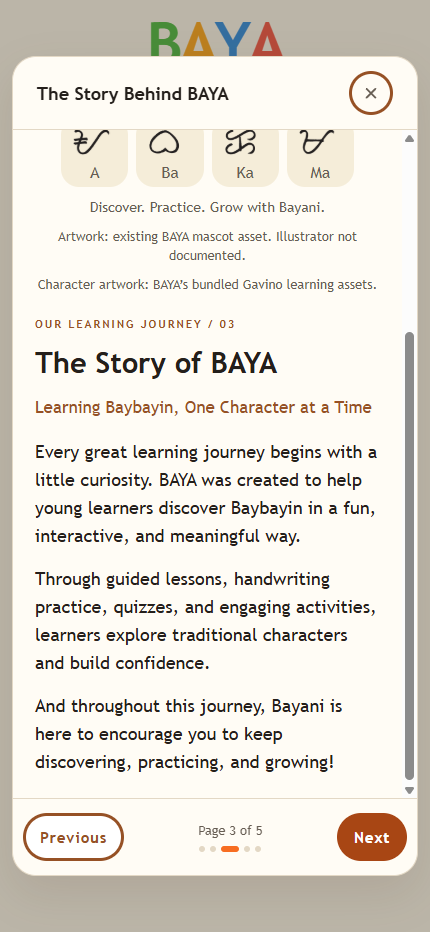 BAYA
The Story Behind BAYA
ᜀ ᜊ ᜃ ᜋ
A Ba Ka Ma
Discover. Practice. Grow with Bayani.
Artwork: existing BAYA mascot asset. Illustrator not
documented.
Character artwork: BAYA’s bundled Gavino learning assets.
OUR LEARNING JOURNEY / 03
The Story of BAYA
Learning Baybayin, One Character at a Time
Every great learning journey begins with a
little curiosity. BAYA was created to help
young learners discover Baybayin in a fun,
interactive, and meaningful way.
Through guided lessons, handwriting
practice, quizzes, and engaging activities,
learners explore traditional characters
and build confidence.
And throughout this journey, Bayani is
here to encourage you to keep
discovering, practicing, and growing!
Previous
Page 3 of 5
Next